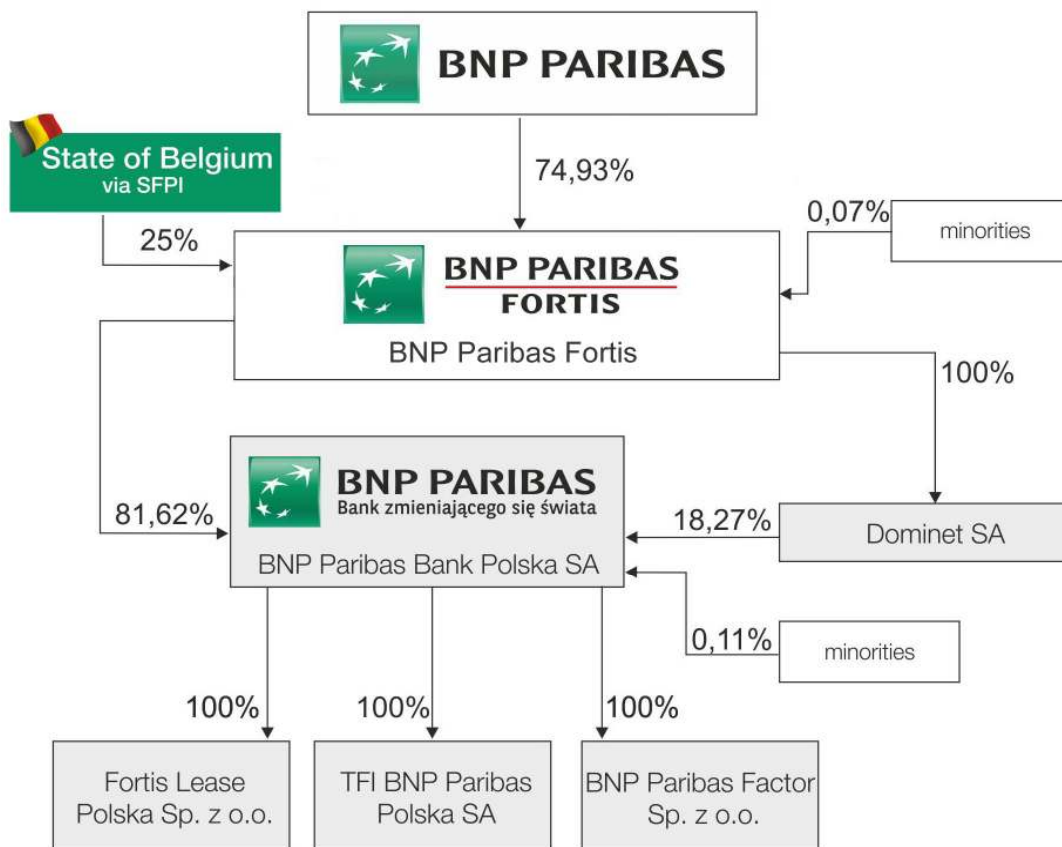 BNP PARIBAS
State of Belgium
via SFPI
74,93%
0,07%
minorities
25%
BNP PARIBAS
FORTIS
BNP Paribas Fortis
100%
BNP PARIBAS
Bank zmieniającego się świata
81,62%
18,27%
Dominet SA
BNP Paribas Bank Polska SA
0,11%
minorities
100%
100%
100%
Fortis Lease
Polska Sp. z o.o.
TFI BNP Paribas
Polska SA
BNP Paribas Factor
Sp. z o.o.